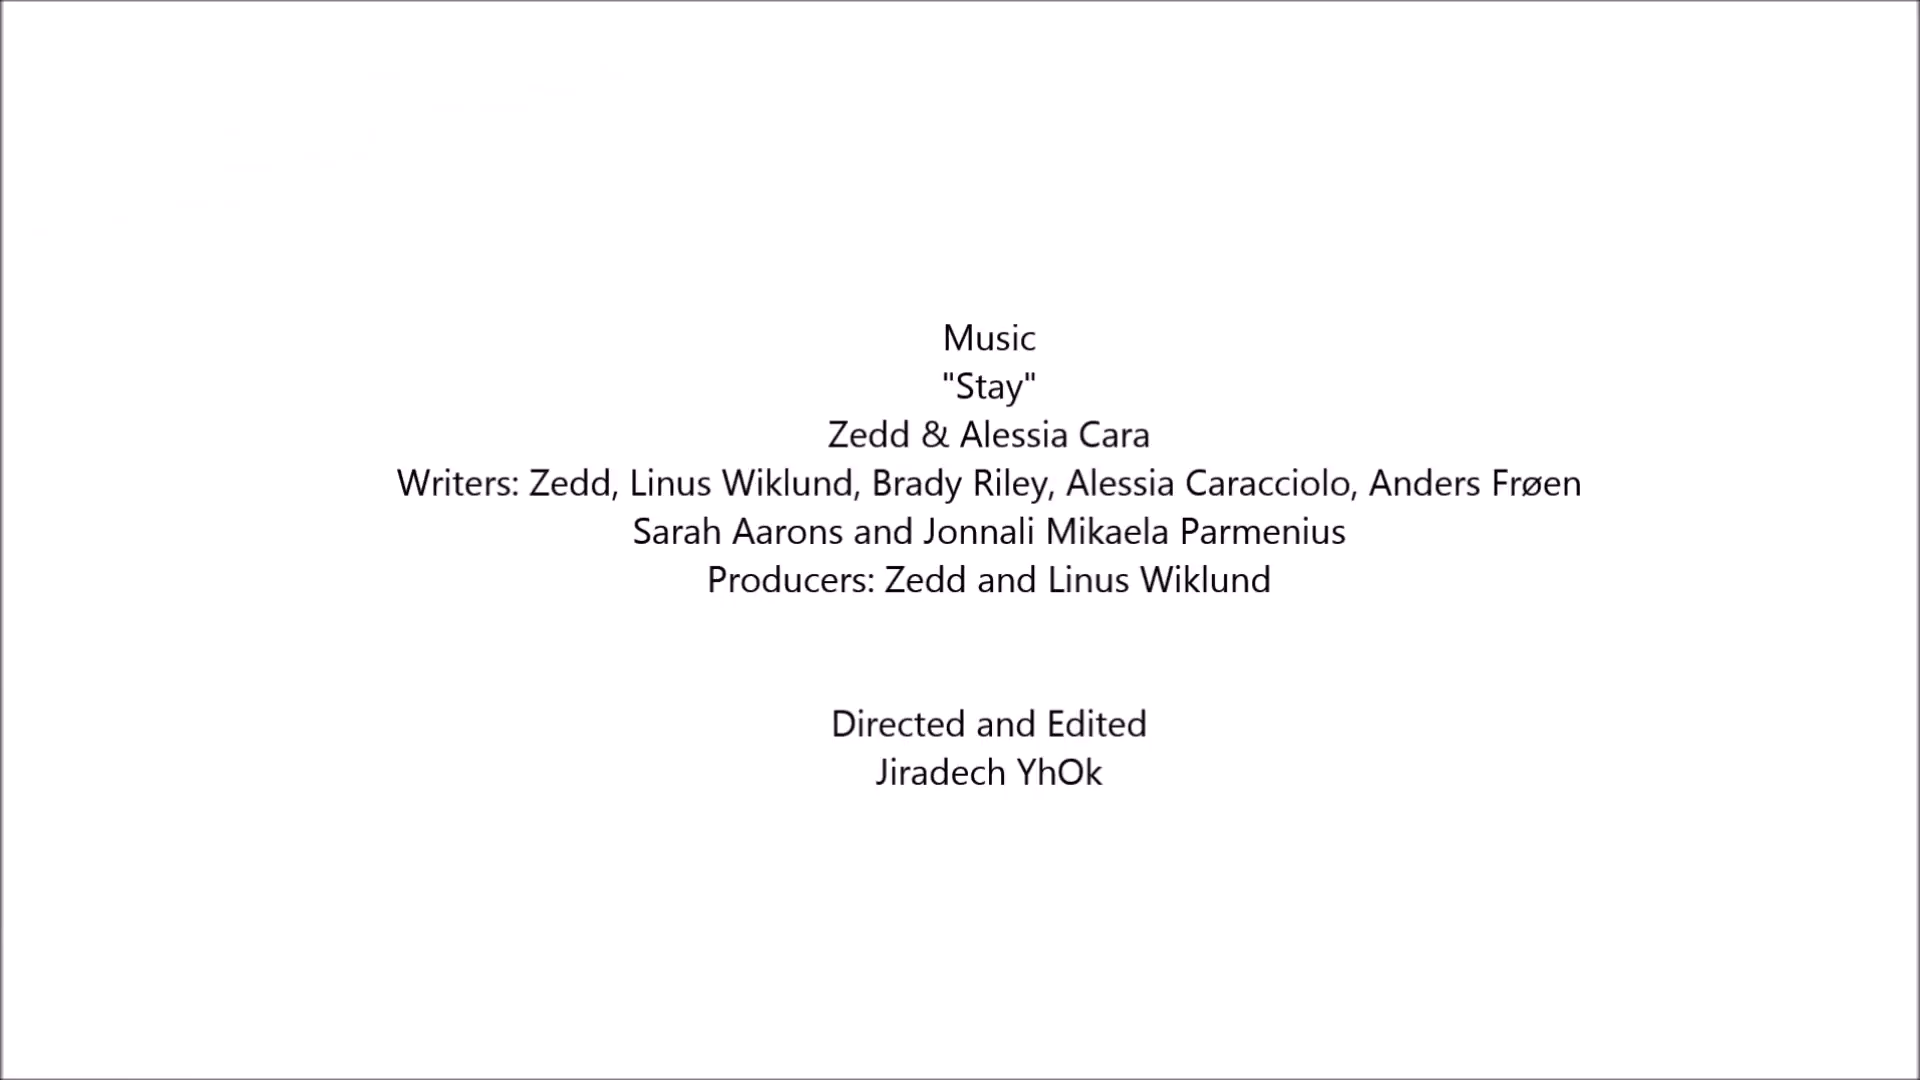 Music
"Stay"
Zedd & Alessia Cara
Writers: Zedd, Linus Wiklund, Brady Riley, Alessia Caracciolo, Anders Frøen
Sarah Aarons and Jonnali Mikaela Parmenius
Producers: Zedd and Linus Wiklund
Directed and Edited
Jiradech YhOk